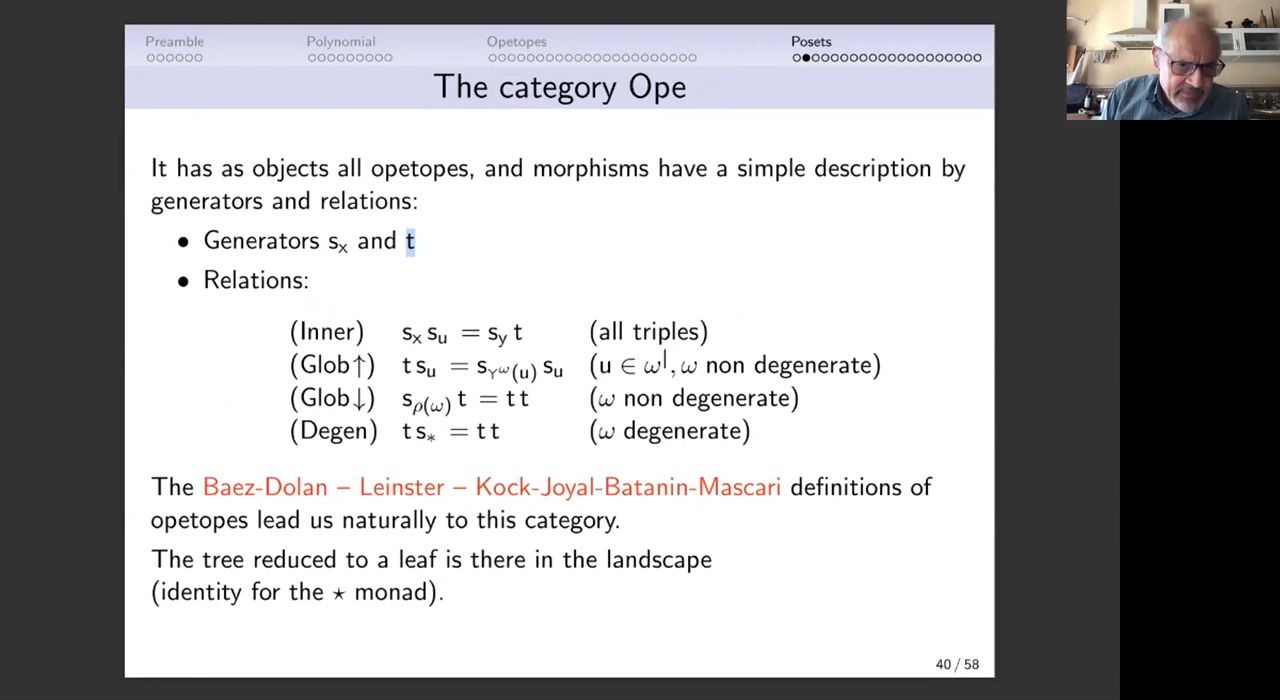 Preamble Polynomial Opetopes Posets
The category Ope
It has as objects all opetopes, and morphisms have a simple description by
generators and relations:
• Generators sₓ and t
• Relations:
(Inner) sₓ sᵤ = s_y t (all triples)
(Glob↑) t sᵤ = s_{γ^ω(u)} sᵤ (u ∈ ω^|, ω non degenerate)
(Glob↓) s_{ρ(ω)} t = t t (ω non degenerate)
(Degen) t s_* = t t (ω degenerate)
The Baez-Dolan – Leinster – Kock-Joyal-Batanin-Mascari definitions of
opetopes lead us naturally to this category.
The tree reduced to a leaf is there in the landscape
(identity for the ⋆ monad).
40 / 58